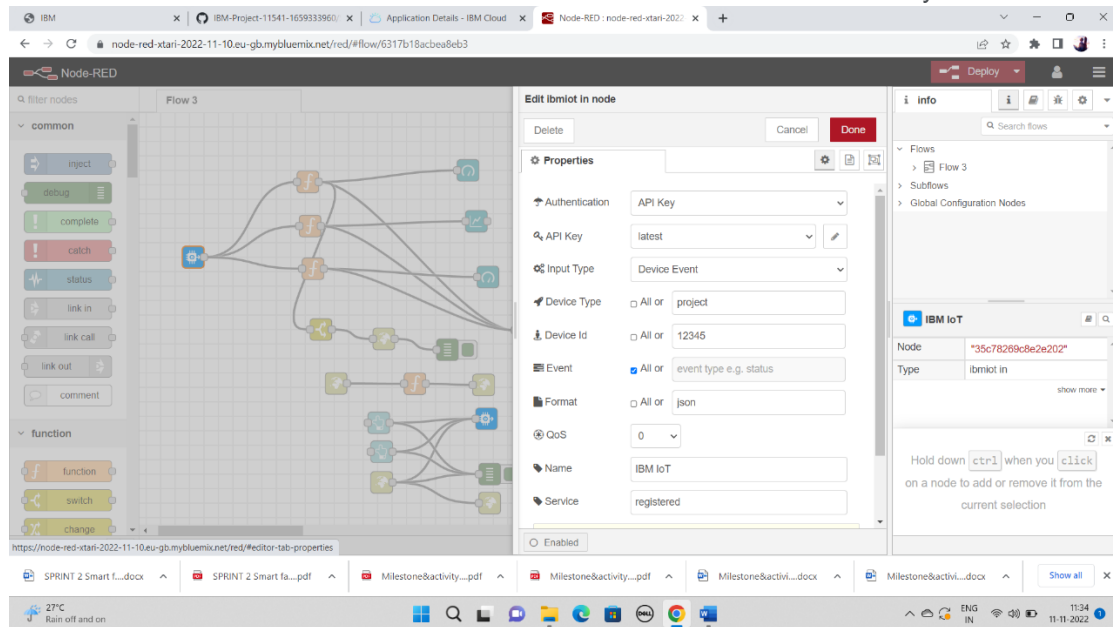 IBM
IBM-Project-11541-1659333960/
Application Details - IBM Cloud
Node-RED : node-red-xtari-2022
node-red-xtari-2022-11-10.eu-gb.mybluemix.net/red/#flow/6317b18acbea8eb3
Node-RED
Deploy
filter nodes
Flow 3
Edit ibmiot in node
info
common
Delete
Cancel
Done
Search flows
Properties
Flows
Flow 3
Subflows
Global Configuration Nodes
inject
debug
complete
catch
status
link in
link call
link out
comment
function
function
switch
change
Authentication
API Key
API Key
latest
Input Type
Device Event
Device Type
All or
project
Device Id
All or
12345
Event
All or
event type e.g. status
Format
All or
json
QoS
0
Name
IBM IoT
Service
registered
Enabled
IBM IoT
Node
"35c78269c8e2e202"
Type
ibmiot in
show more
Hold down ctrl when you click
on a node to add or remove it from the
current selection
https://node-red-xtari-2022-11-10.eu-gb.mybluemix.net/red/#editor-tab-properties
SPRINT 2 Smart f....docx
SPRINT 2 Smart fa....pdf
Milestone&activity....pdf
Milestone&activity....pdf
Milestone&activi....docx
Milestone&activi....docx
Show all
27°C
Rain off and on
ENG
IN
11:34
11-11-2022
1